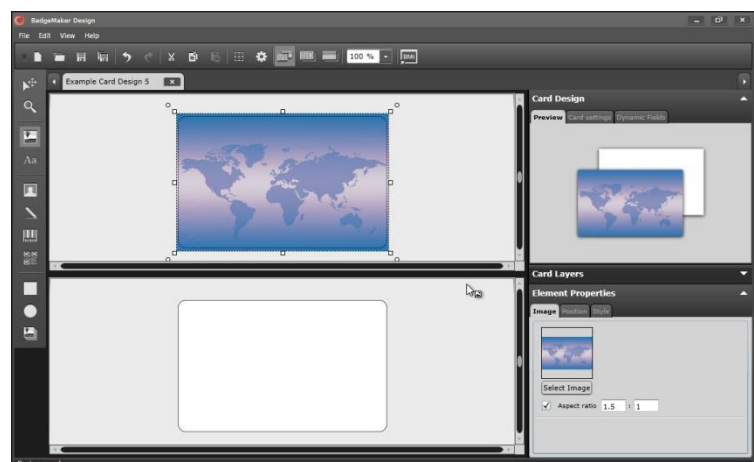 BadgeMaker Design
File Edit View Help
100 %
Example Card Design 5
Card Design
Preview Card settings Dynamic Fields
Aa
Card Layers
Element Properties
Image Position Style
Select Image
Aspect ratio 1.5 : 1